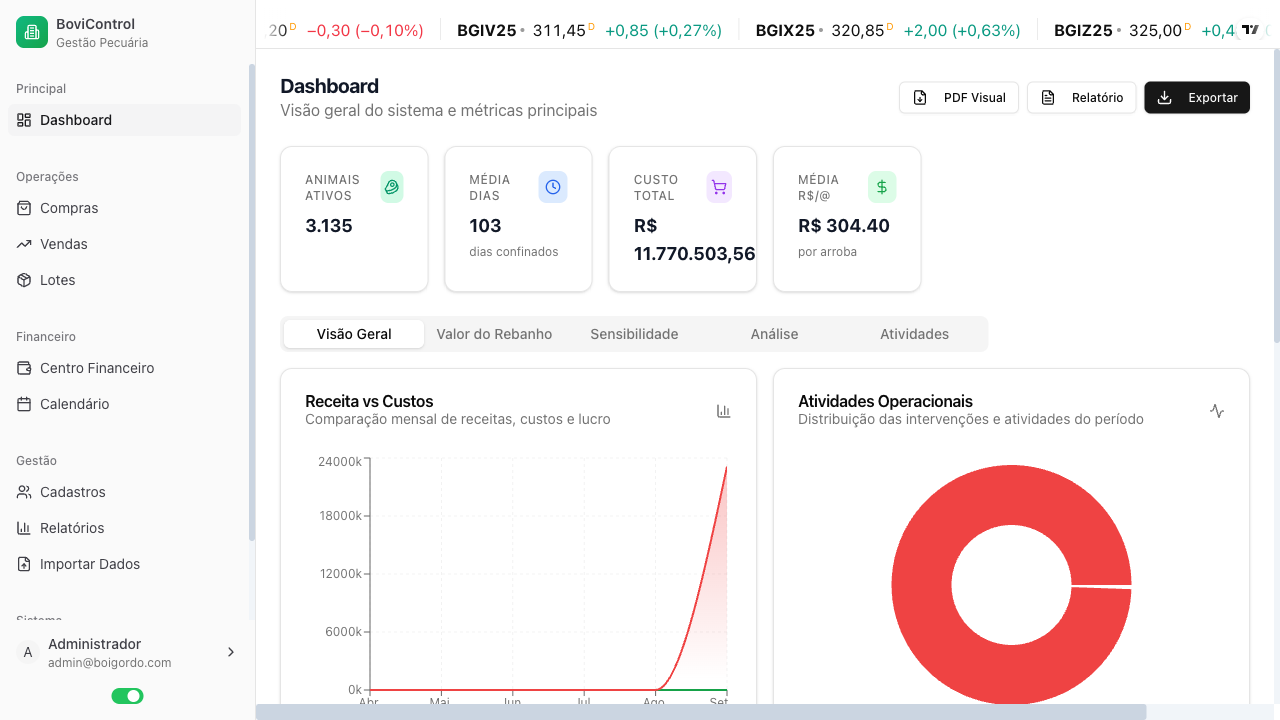 BoviControl
Gestão Pecuária
Principal
Dashboard
Operações
Compras
Vendas
Lotes
Financeiro
Centro Financeiro
Calendário
Gestão
Cadastros
Relatórios
Importar Dados
Sistema
A
Administrador
admin@boigordo.com
20 D −0,30 (−0,10%) BGIV25 • 311,45 D +0,85 (+0,27%) BGIX25 • 320,85 D +2,00 (+0,63%) BGIZ25 • 325,00 D +0,4
Dashboard
Visão geral do sistema e métricas principais
PDF Visual
Relatório
Exportar
ANIMAIS
ATIVOS
3.135
MÉDIA
DIAS
103
dias confinados
CUSTO
TOTAL
R$
11.770.503,56
MÉDIA
R$/@
R$ 304.40
por arroba
Visão Geral
Valor do Rebanho
Sensibilidade
Análise
Atividades
Receita vs Custos
Comparação mensal de receitas, custos e lucro
24000k
18000k
12000k
6000k
0k
Abr Mai Jun Jul Ago Set
Atividades Operacionais
Distribuição das intervenções e atividades do período